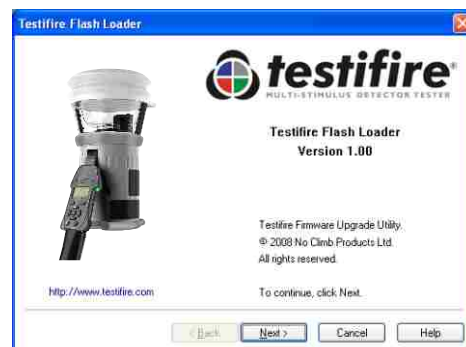 Testifire Flash Loader
testifire®
MULTI-STIMULUS DETECTOR TESTER
Testifire Flash Loader
Version 1.00
Testifire Firmware Upgrade Utility.
© 2008 No Climb Products Ltd.
All rights reserved.
http://www.testifire.com
To continue, click Next.
< Back
Next >
Cancel
Help